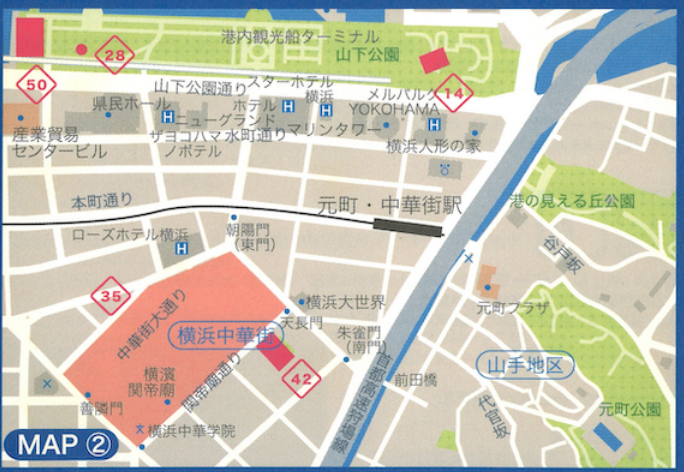 港内観光船ターミナル
28
山下公園
50
14
山下公園通り
スターホテル
横浜
メルパルク
YOKOHAMA
県民ホール
ホテル
ニューグランド
産業貿易
センタービル
ザヨコハマ
ノボテル
水町通り
マリンタワー
横浜人形の家
本町通り
元町・中華街駅
港の見える丘公園
朝陽門
(東門)
ローズホテル横浜
谷戸坂
35
横浜大世界
元町プラザ
中華街大通り
天長門
横浜中華街
朱雀門
(南門)
山手地区
42
首都高速狩場線
前田橋
横濱
関帝廟
関帝廟通り
善隣門
代官坂
元町公園
横浜中華学院
MAP ②
H
H
H
H
H